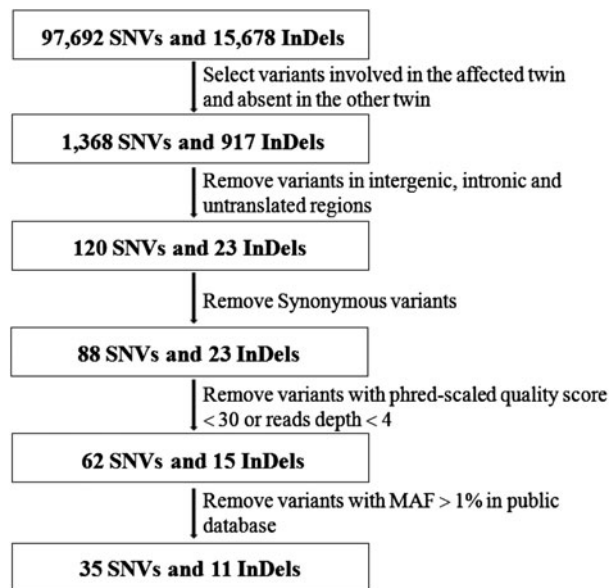 97,692 SNVs and 15,678 InDels
Select variants involved in the affected twin
and absent in the other twin
1,368 SNVs and 917 InDels
Remove variants in intergenic, intronic and
untranslated regions
120 SNVs and 23 InDels
Remove Synonymous variants
88 SNVs and 23 InDels
Remove variants with phred-scaled quality score
< 30 or reads depth < 4
62 SNVs and 15 InDels
Remove variants with MAF > 1% in public
database
35 SNVs and 11 InDels